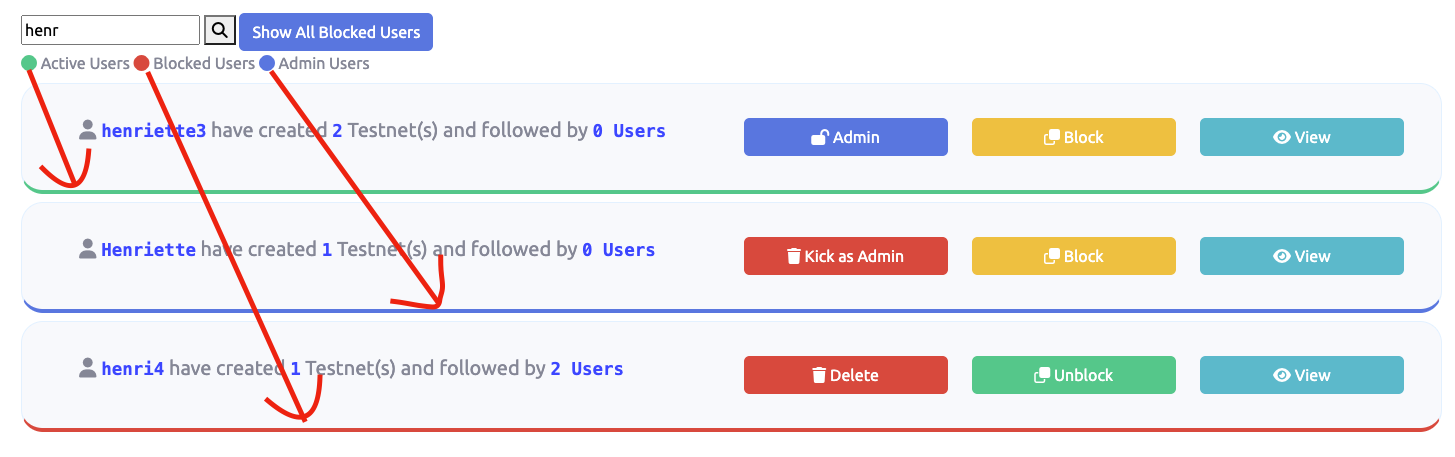 henr
Show All Blocked Users
Active Users Blocked Users Admin Users
henriette3 have created 2 Testnet(s) and followed by 0 Users
Admin
Block
View
Henriette have created 1 Testnet(s) and followed by 0 Users
Kick as Admin
Block
View
henri4 have created 1 Testnet(s) and followed by 2 Users
Delete
Unblock
View